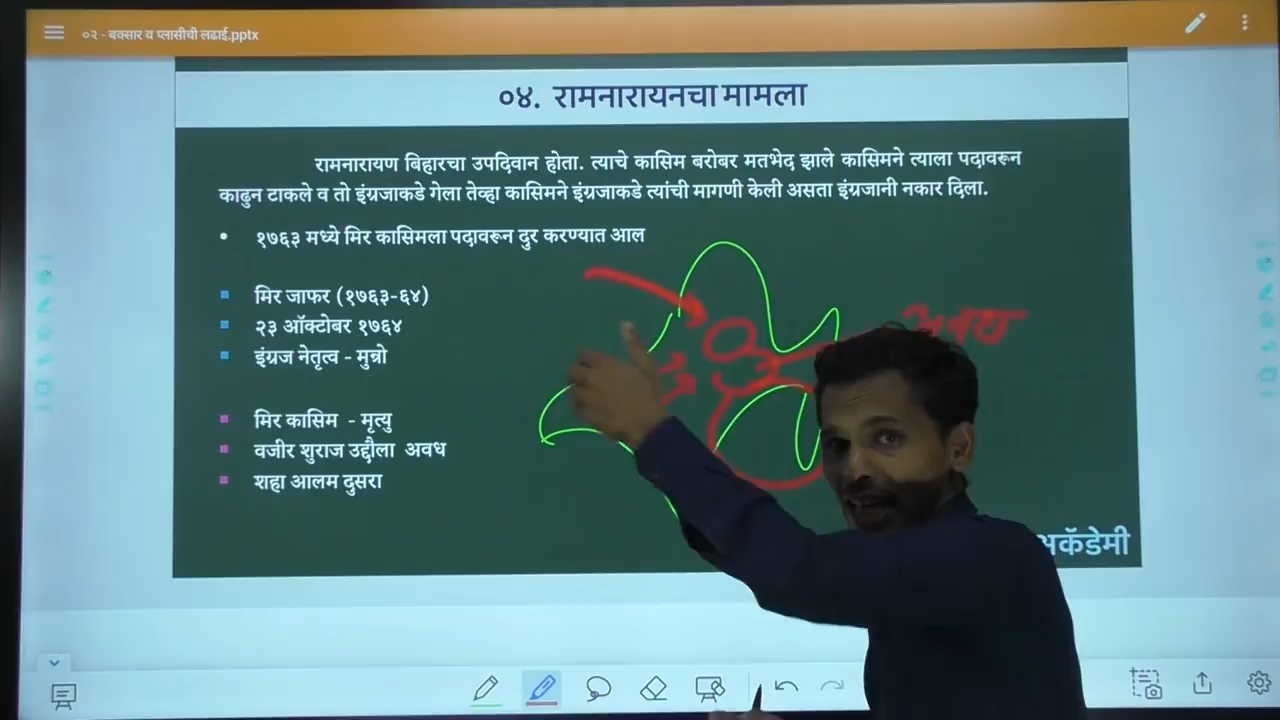 ०२ - बक्सार व प्लासीची लढाई.pptx
०४. रामनारायनचा मामला
रामनारायण बिहारचा उपदिवान होता. त्याचे कासिम बरोबर मतभेद झाले कासिमने त्याला पदावरून
काढुन टाकले व तो इंग्रजाकडे गेला तेव्हा कासिमने इंग्रजाकडे त्यांची मागणी केली असता इंग्रजानी नकार दिला.
• १७६३ मध्ये मिर कासिमला पदावरून दुर करण्यात आल
मिर जाफर (१७६३-६४)
२३ ऑक्टोबर १७६४
इंग्रज नेतृत्व - मुन्रो
मिर कासिम - मृत्यु
वजीर शुराज उद्दौला अवध
शहा आलम दुसरा
अकॅडेमी